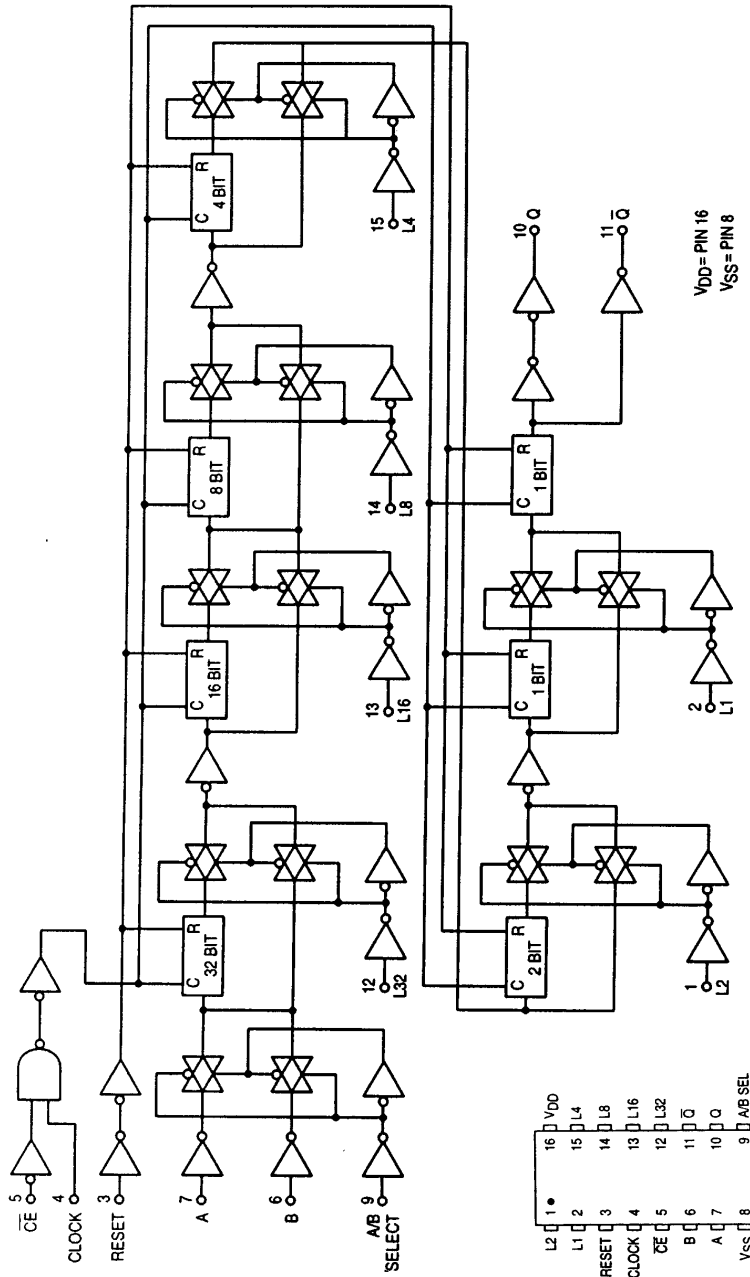 C͞E̅ 5
CLOCK 4
RESET 3
A 7
B 6
A/B SELECT 9
C 32 BIT R
12 L32
C 16 BIT R
13 L16
C 8 BIT R
14 L8
C 4 BIT R
15 L4
C 2 BIT R
1 L2
C 1 BIT R
2 L1
C 1 BIT R
10 Q
11 Q̅
VDD = PIN 16
VSS = PIN 8
L2 1 16 VDD
L1 2 15 L4
RESET 3 14 L8
CLOCK 4 13 L16
C̅E̅ 5 12 L32
B 6 11 Q̅
A 7 10 Q
VSS 8 9 A/B SEL